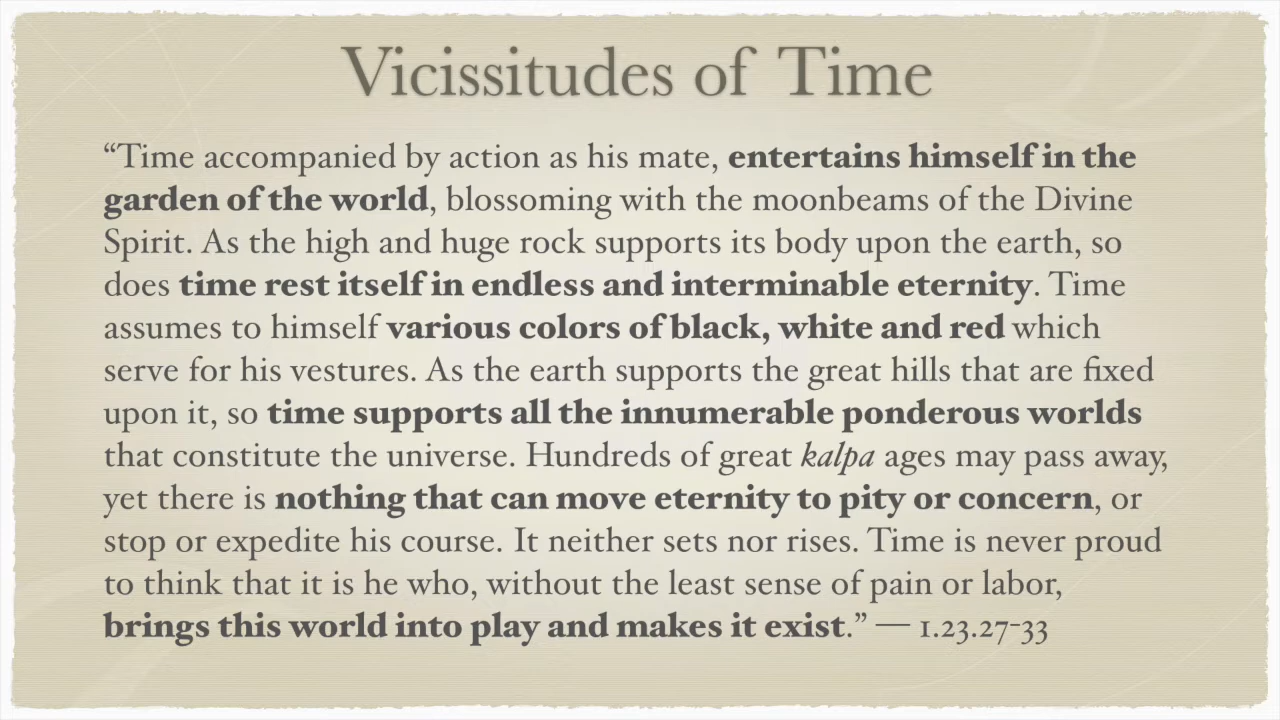 Vicissitudes of Time
“Time accompanied by action as his mate, entertains himself in the
garden of the world, blossoming with the moonbeams of the Divine
Spirit. As the high and huge rock supports its body upon the earth, so
does time rest itself in endless and interminable eternity. Time
assumes to himself various colors of black, white and red which
serve for his vestures. As the earth supports the great hills that are fixed
upon it, so time supports all the innumerable ponderous worlds
that constitute the universe. Hundreds of great kalpa ages may pass away,
yet there is nothing that can move eternity to pity or concern, or
stop or expedite his course. It neither sets nor rises. Time is never proud
to think that it is he who, without the least sense of pain or labor,
brings this world into play and makes it exist.” — 1.23.27-33